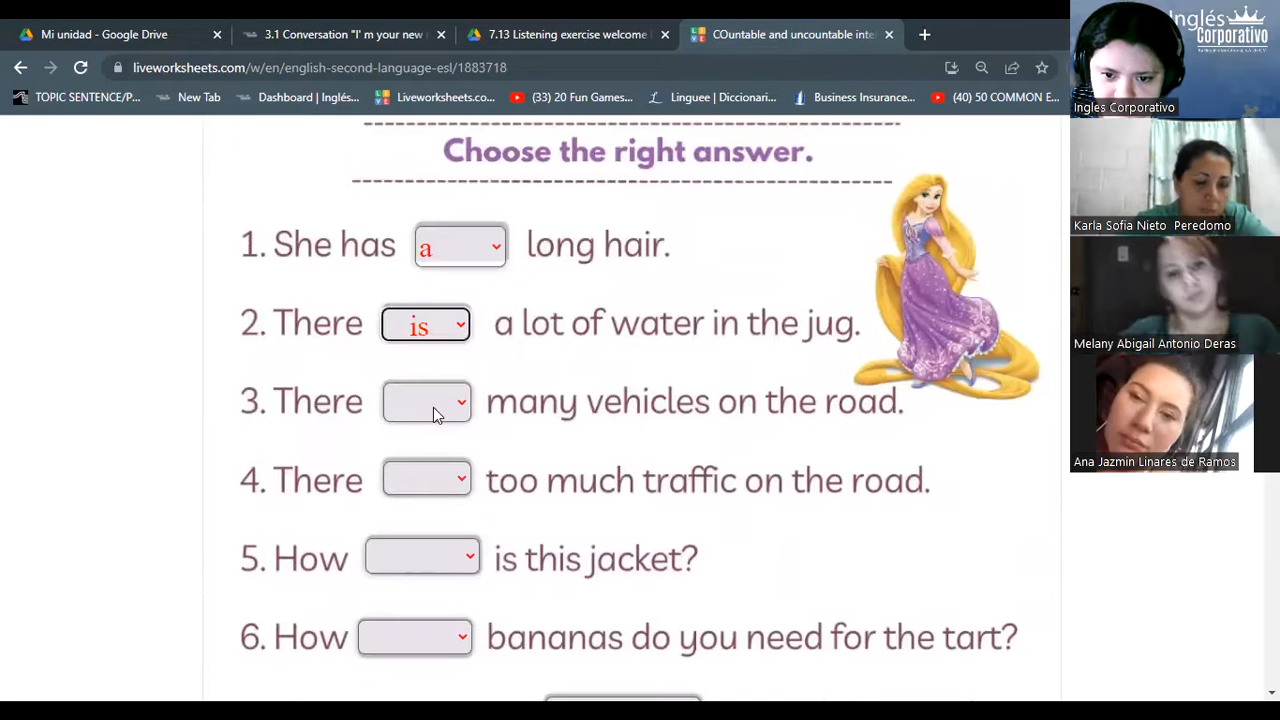 Mi unidad - Google Drive
3.1 Conversation "I' m your new
7.13 Listening exercise welcome
COuntable and uncountable inte
liveworksheets.com/w/en/english-second-language-esl/1883718
TOPIC SENTENCE/P...
New Tab
Dashboard | Inglés...
Liveworksheets.co...
(33) 20 Fun Games...
Linguee | Diccionari...
Business Insurance...
(40) 50 COMMON E...
Choose the right answer.
1. She has a long hair.
2. There is a lot of water in the jug.
3. There many vehicles on the road.
4. There too much traffic on the road.
5. How is this jacket?
6. How bananas do you need for the tart?
Inglés
Corporativo
Ingles Corporativo
Karla Sofia Nieto Peredomo
Melany Abigail Antonio Deras
Ana Jazmin Linares de Ramos